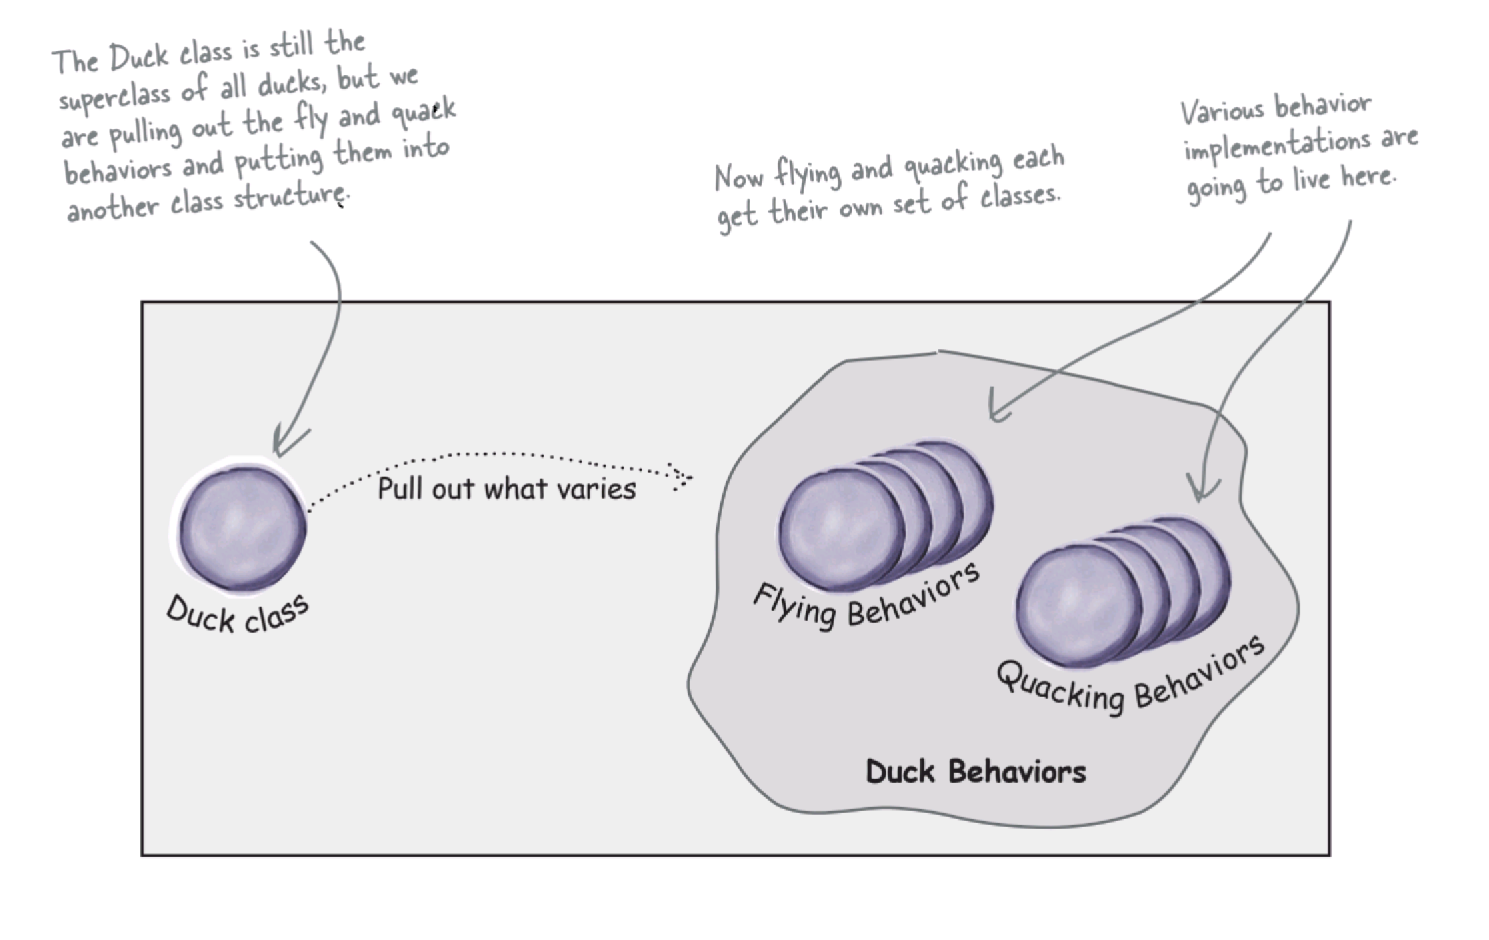 The Duck class is still the
superclass of all ducks, but we
are pulling out the fly and quack
behaviors and putting them into
another class structure.
Now flying and quacking each
get their own set of classes.
Various behavior
implementations are
going to live here.
Pull out what varies
Duck class
Flying Behaviors
Quacking Behaviors
Duck Behaviors